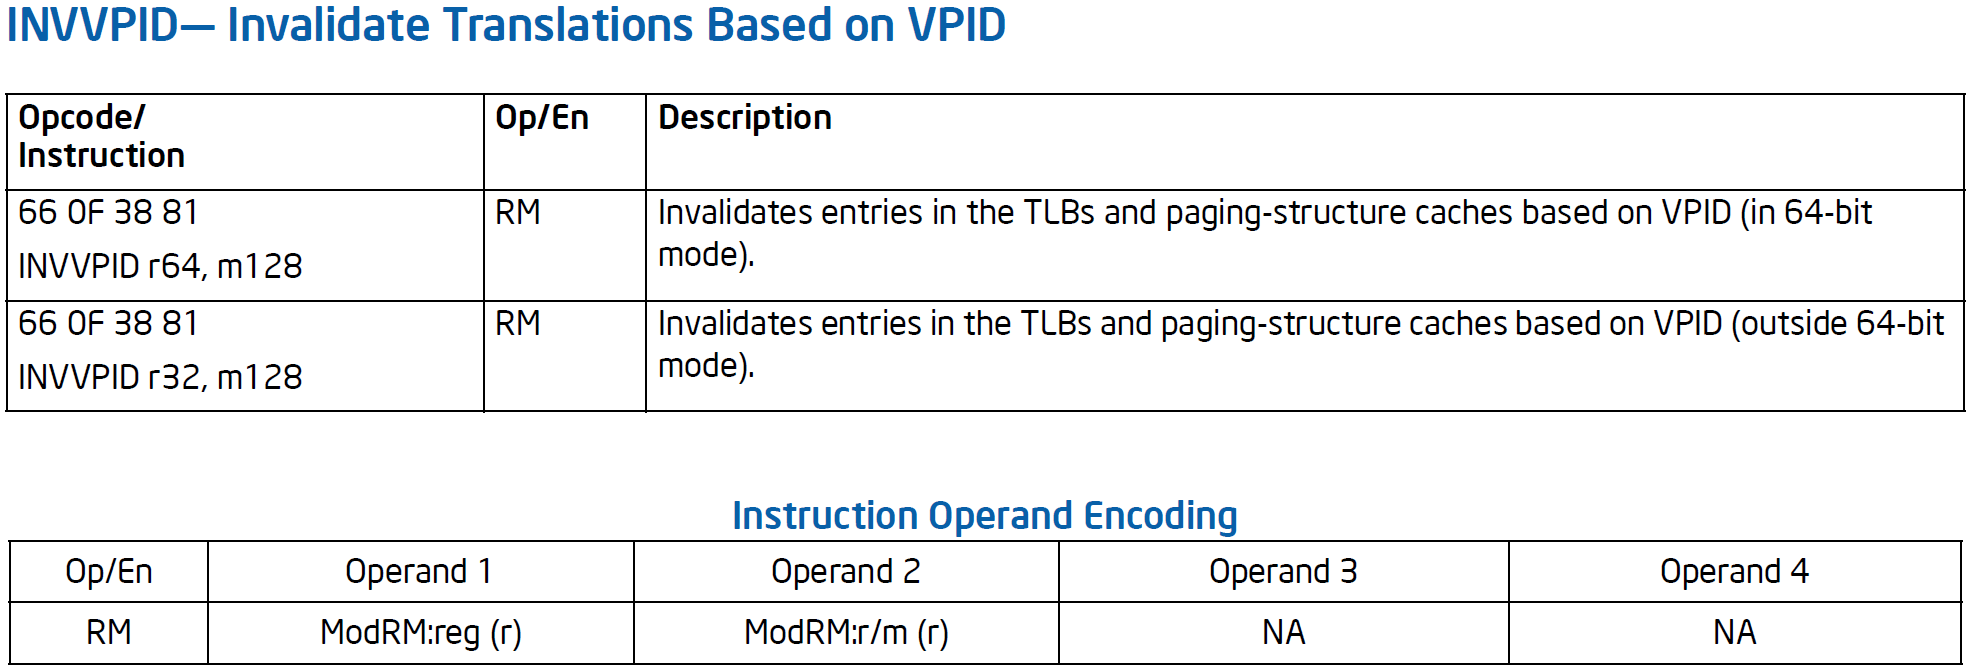 INVVPID— Invalidate Translations Based on VPID
Opcode/
Instruction
Op/En
Description
66 0F 38 81
INVVPID r64, m128
RM
Invalidates entries in the TLBs and paging-structure caches based on VPID (in 64-bit
mode).
66 0F 38 81
INVVPID r32, m128
RM
Invalidates entries in the TLBs and paging-structure caches based on VPID (outside 64-bit
mode).
Instruction Operand Encoding
Op/En
Operand 1
Operand 2
Operand 3
Operand 4
RM
ModRM:reg (r)
ModRM:r/m (r)
NA
NA